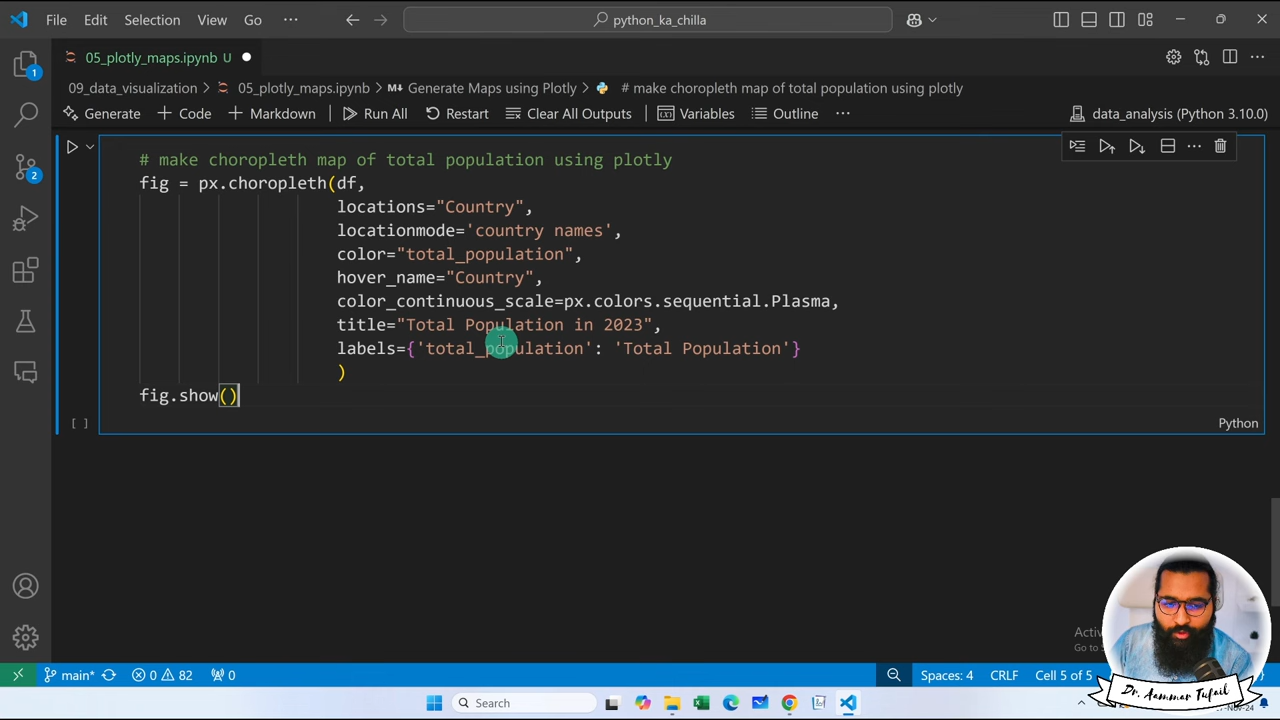 File Edit Selection View Go ··· python_ka_chilla
05_plotly_maps.ipynb U
09_data_visualization > 05_plotly_maps.ipynb > Generate Maps using Plotly > # make choropleth map of total population using plotly
Generate + Code + Markdown Run All Restart Clear All Outputs Variables Outline ··· data_analysis (Python 3.10.0)
# make choropleth map of total population using plotly
fig = px.choropleth(df,
locations="Country",
locationmode='country names',
color="total_population",
hover_name="Country",
color_continuous_scale=px.colors.sequential.Plasma,
title="Total Population in 2023",
labels={'total_population': 'Total Population'}
)
fig.show()
[ ] Python
1
2
Dr. Aammar Tufail
main* 0 82 0 Spaces: 4 CRLF Cell 5 of 5
Search